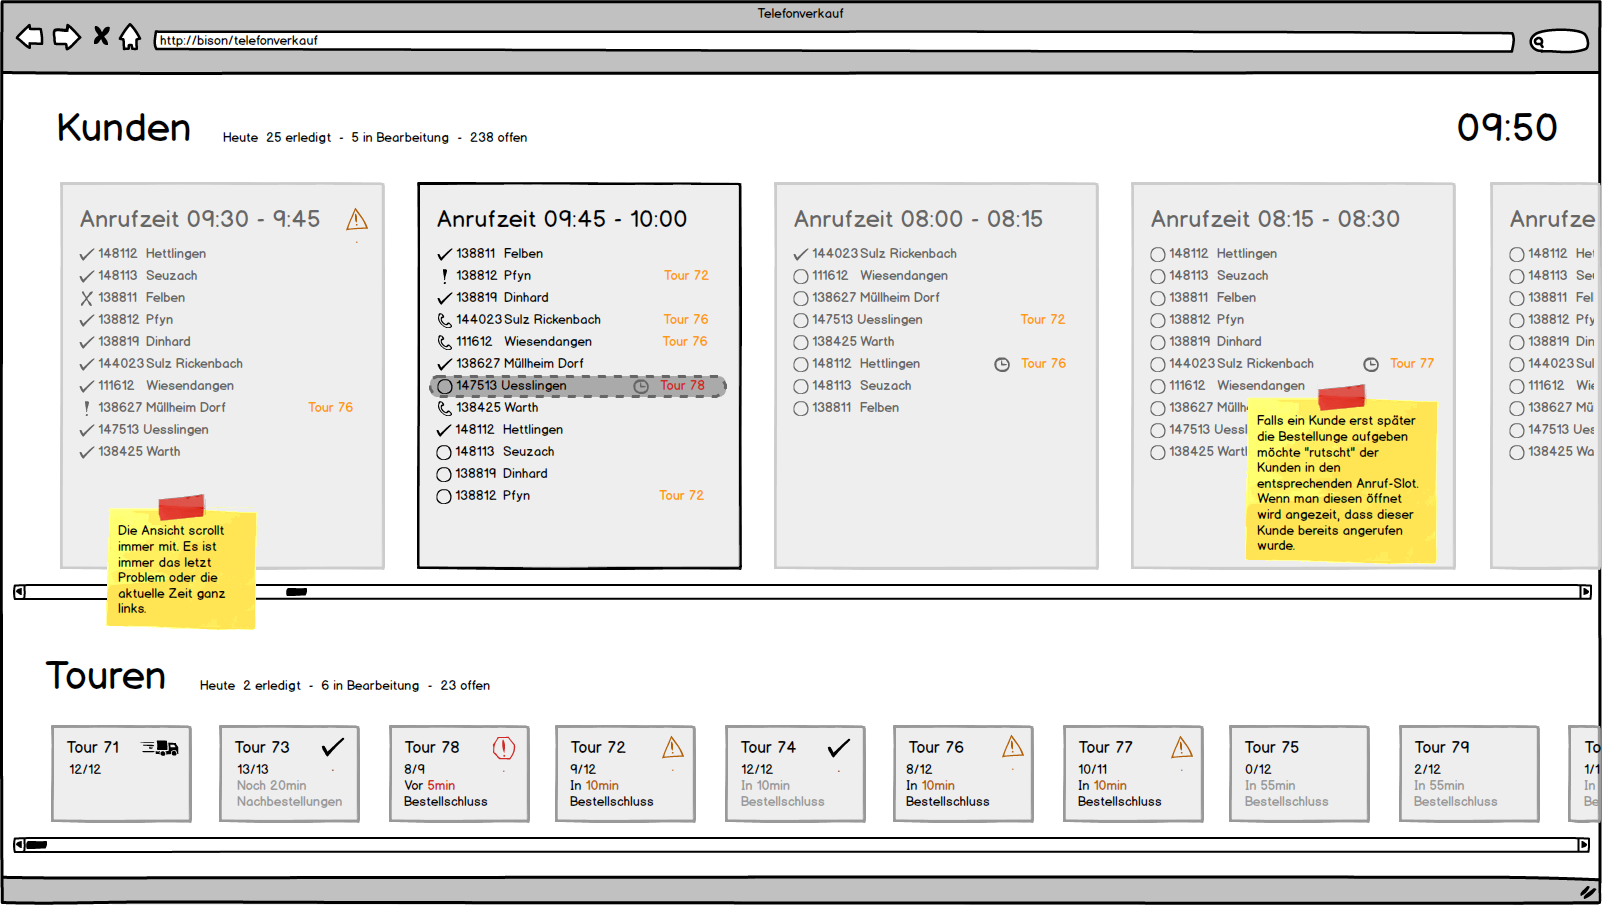 Telefonverkauf
http://bison/telefonverkauf
Kunden
Heute 25 erledigt - 5 in Bearbeitung - 238 offen
09:50
Anrufzeit 09:30 - 9:45
148112 Hettlingen
148113 Seuzach
138811 Felben
138812 Pfyn
138819 Dinhard
144023 Sulz Rickenbach
111612 Wiesendangen
138627 Müllheim Dorf Tour 76
147513 Uesslingen
138425 Warth
Anrufzeit 09:45 - 10:00
138811 Felben
138812 Pfyn Tour 72
138819 Dinhard
144023 Sulz Rickenbach Tour 76
111612 Wiesendangen Tour 76
138627 Müllheim Dorf
147513 Uesslingen Tour 78
138425 Warth
148112 Hettlingen
148113 Seuzach
138819 Dinhard
138812 Pfyn Tour 72
Anrufzeit 08:00 - 08:15
144023 Sulz Rickenbach
111612 Wiesendangen
138627 Müllheim Dorf
147513 Uesslingen Tour 72
138425 Warth
148112 Hettlingen Tour 76
148113 Seuzach
138811 Felben
Anrufzeit 08:15 - 08:30
148112 Hettlingen
148113 Seuzach
138811 Felben
138812 Pfyn
138819 Dinhard
144023 Sulz Rickenbach Tour 77
111612 Wiesendangen
138627 Müllh
147513 Uessl
138425 Wart
Anrufze
148112 Het
148113 Seu
138811 Fel
138812 Pfy
138819 Din
144023 Sul
111612 Wie
138627 Mü
147513 Ues
138425 Wa
Die Ansicht scrollt
immer mit. Es ist
immer das letzt
Problem oder die
aktuelle Zeit ganz
links.
Falls ein Kunde erst später
die Bestellunge aufgeben
möchte "rutscht" der
Kunden in den
entsprechenden Anruf-Slot.
Wenn man diesen öffnet
wird angezeit, dass dieser
Kunde bereits angerufen
wurde.
Touren
Heute 2 erledigt - 6 in Bearbeitung - 23 offen
Tour 71
12/12
Tour 73
13/13
Noch 20min
Nachbestellungen
Tour 78
8/9
Vor 5min
Bestellschluss
Tour 72
9/12
In 10min
Bestellschluss
Tour 74
12/12
In 10min
Bestellschluss
Tour 76
8/12
In 10min
Bestellschluss
Tour 77
10/11
In 10min
Bestellschluss
Tour 75
0/12
In 55min
Bestellschluss
Tour 79
2/12
In 55min
Bestellschluss
To
1/1
In
Be